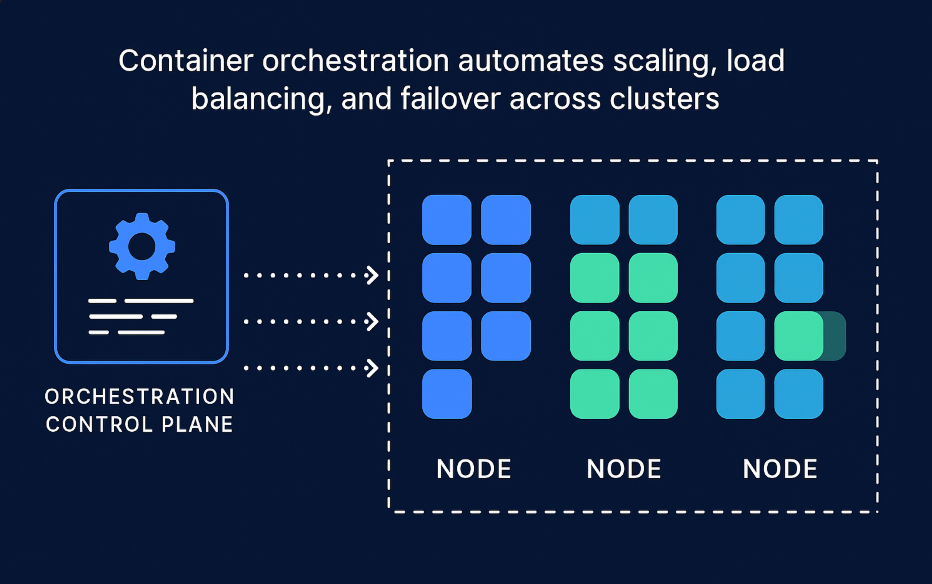 Container orchestration automates scaling, load
balancing, and failover across clusters
ORCHESTRATION
CONTROL PLANE
NODE
NODE
NODE